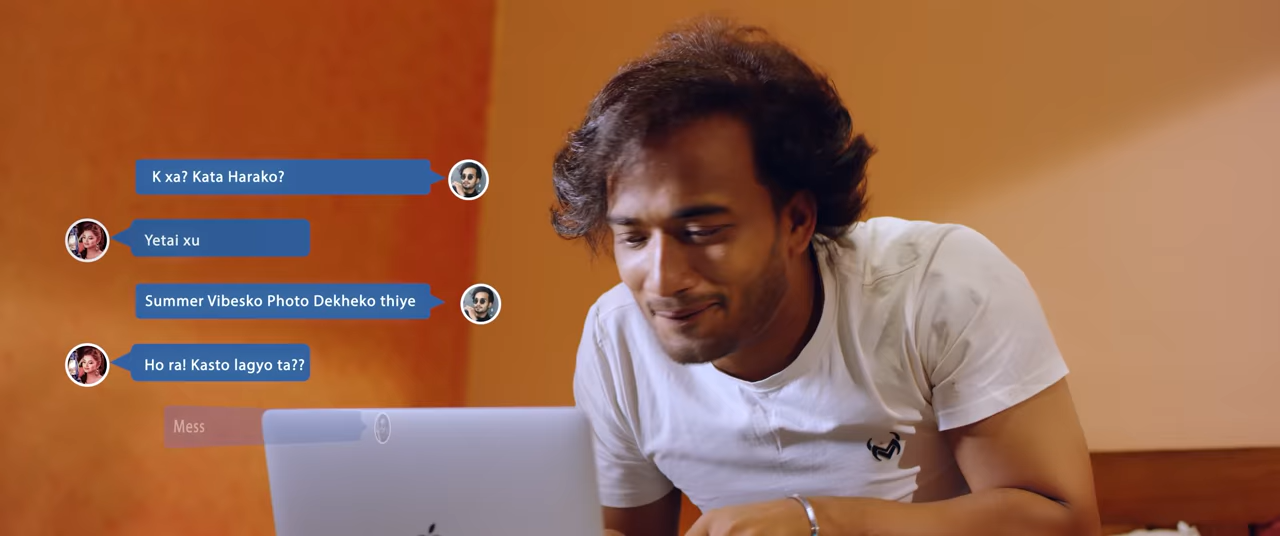 K xa? Kata Harako?
Yetai xu
Summer Vibesko Photo Dekheko thiye
Ho ra! Kasto lagyo ta??
Mess